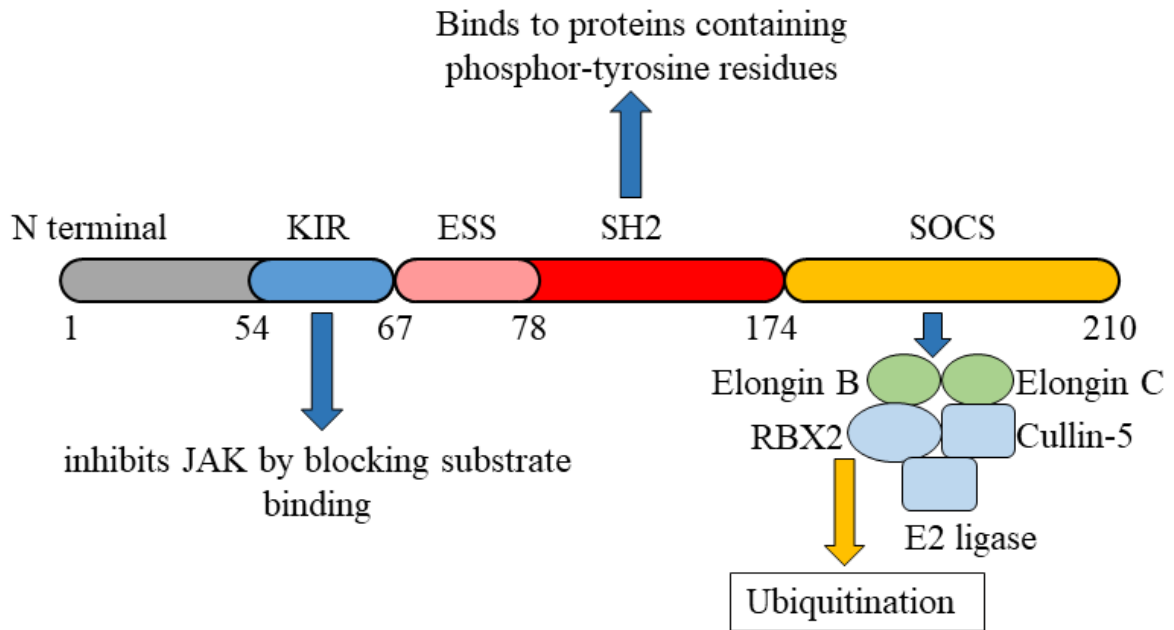 Binds to proteins containing
phosphor-tyrosine residues
N terminal KIR ESS SH2 SOCS
1 54 67 78 174 210
Elongin B Elongin C
RBX2 Cullin-5
inhibits JAK by blocking substrate
binding
E2 ligase
Ubiquitination